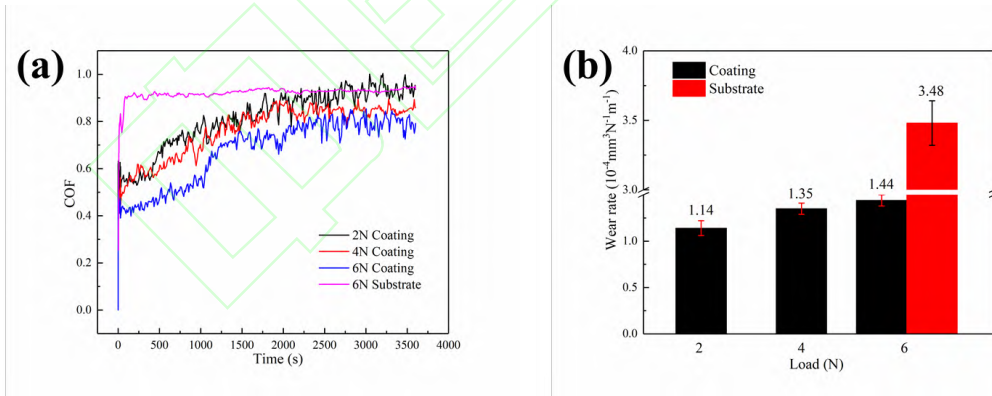 (a)
COF
1.0
0.8
0.6
0.4
0.2
0.0
2N Coating
4N Coating
6N Coating
6N Substrate
0 500 1000 1500 2000 2500 3000 3500 4000
Time (s)
(b)
Wear rate (10⁻⁴mm³N⁻¹m⁻¹)
4.0
3.5
3.0
1.0
0.5
0.0
Coating
Substrate
1.14
1.35
1.44
3.48
2 4 6
Load (N)